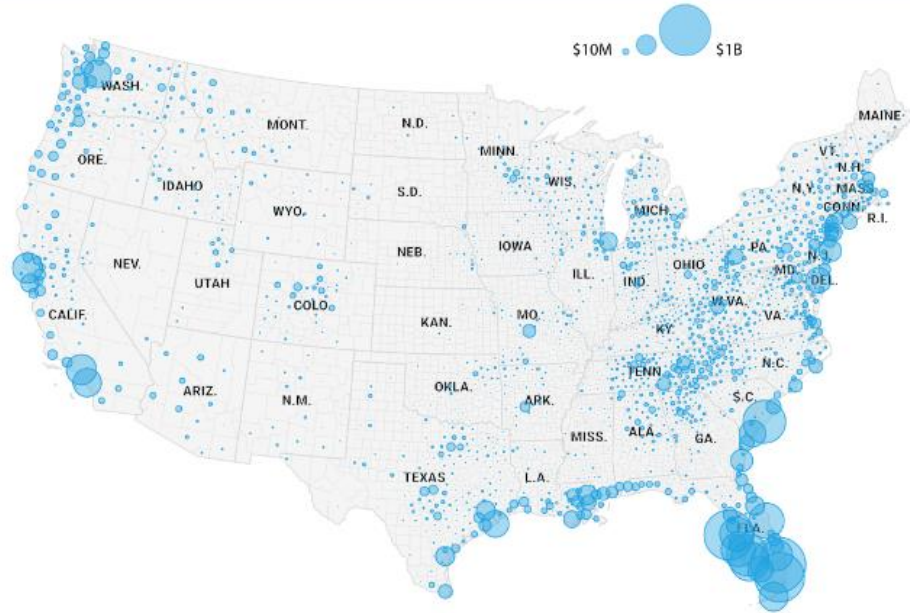 $10M $1B
WASH.
MAINE
MONT.
N.D.
VT.
MINN.
ORE.
N.H.
IDAHO
WIS.
N.Y.
MASS.
S.D.
WYO.
MICH.
CONN.
R.I.
IOWA
PA.
NEB.
N.J.
NEV.
OHIO
MD.
UTAH
ILL.
IND.
DEL.
COLO.
W.VA.
CALIF.
MO.
VA.
KAN.
KY.
N.C.
TENN.
OKLA.
ARIZ.
S.C.
N.M.
ARK.
MISS.
ALA.
GA.
TEXAS
L.A.
FLA.